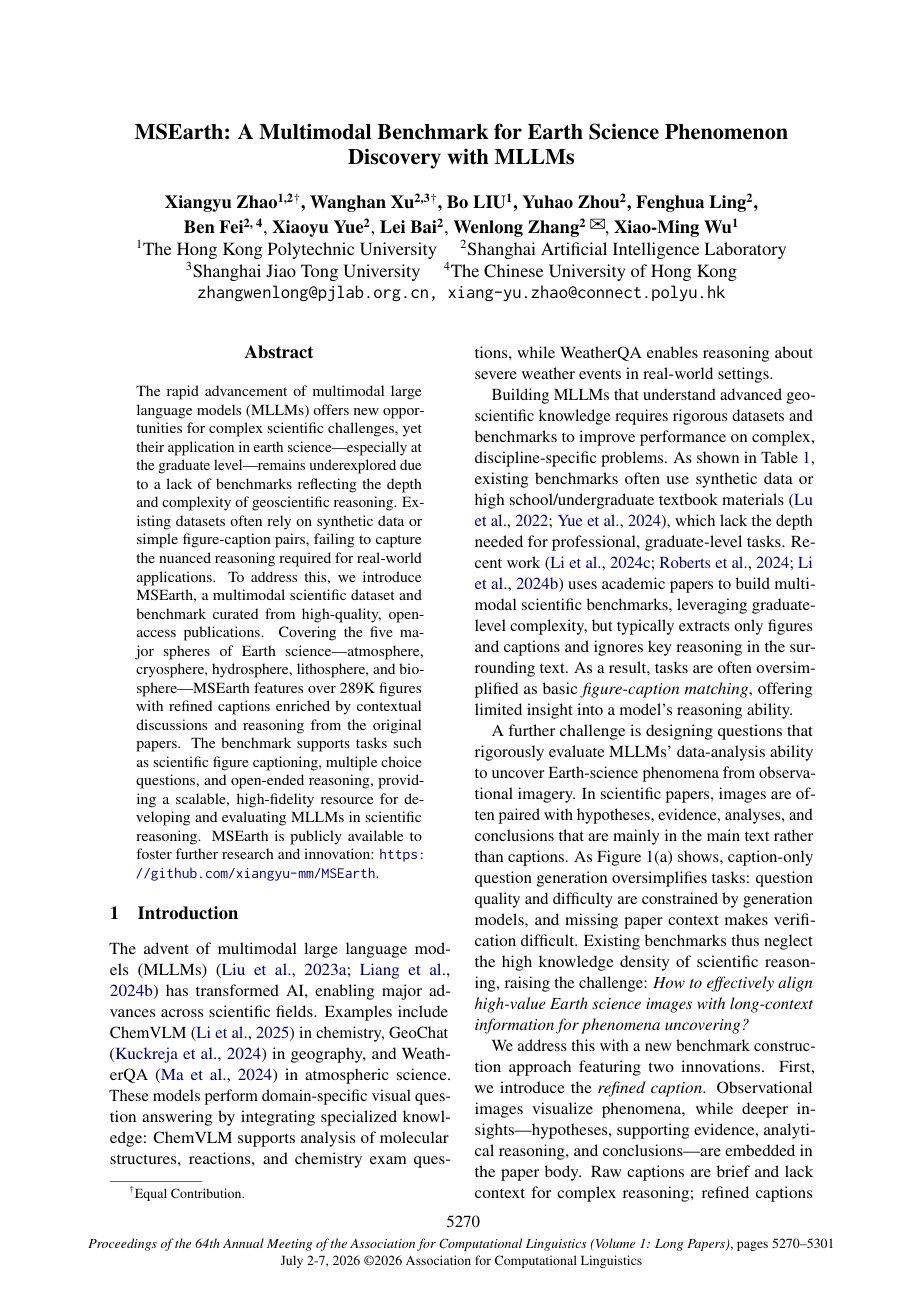 MSEarth: A Multimodal Benchmark for Earth Science Phenomenon
Discovery with MLLMs
Xiangyu Zhao1,2†, Wanghan Xu2,3†, Bo LIU1, Yuhao Zhou2, Fenghua Ling2,
Ben Fei2, 4, Xiaoyu Yue2, Lei Bai2, Wenlong Zhang2 ✉, Xiao-Ming Wu1
1The Hong Kong Polytechnic University 2Shanghai Artificial Intelligence Laboratory
3Shanghai Jiao Tong University 4The Chinese University of Hong Kong
zhangwenlong@pjlab.org.cn, xiang-yu.zhao@connect.polyu.hk
Abstract
The rapid advancement of multimodal large
language models (MLLMs) offers new oppor-
tunities for complex scientific challenges, yet
their application in earth science—especially at
the graduate level—remains underexplored due
to a lack of benchmarks reflecting the depth
and complexity of geoscientific reasoning. Ex-
isting datasets often rely on synthetic data or
simple figure-caption pairs, failing to capture
the nuanced reasoning required for real-world
applications. To address this, we introduce
MSEarth, a multimodal scientific dataset and
benchmark curated from high-quality, open-
access publications. Covering the five ma-
jor spheres of Earth science—atmosphere,
cryosphere, hydrosphere, lithosphere, and bio-
sphere—MSEarth features over 289K figures
with refined captions enriched by contextual
discussions and reasoning from the original
papers. The benchmark supports tasks such
as scientific figure captioning, multiple choice
questions, and open-ended reasoning, provid-
ing a scalable, high-fidelity resource for de-
veloping and evaluating MLLMs in scientific
reasoning. MSEarth is publicly available to
foster further research and innovation: https:
//github.com/xiangyu-mm/MSEarth.
1 Introduction
The advent of multimodal large language mod-
els (MLLMs) (Liu et al., 2023a; Liang et al.,
2024b) has transformed AI, enabling major ad-
vances across scientific fields. Examples include
ChemVLM (Li et al., 2025) in chemistry, GeoChat
(Kuckreja et al., 2024) in geography, and Weath-
erQA (Ma et al., 2024) in atmospheric science.
These models perform domain-specific visual ques-
tion answering by integrating specialized knowl-
edge: ChemVLM supports analysis of molecular
structures, reactions, and chemistry exam ques-
†Equal Contribution.
tions, while WeatherQA enables reasoning about
severe weather events in real-world settings.
Building MLLMs that understand advanced geo-
scientific knowledge requires rigorous datasets and
benchmarks to improve performance on complex,
discipline-specific problems. As shown in Table 1,
existing benchmarks often use synthetic data or
high school/undergraduate textbook materials (Lu
et al., 2022; Yue et al., 2024), which lack the depth
needed for professional, graduate-level tasks. Re-
cent work (Li et al., 2024c; Roberts et al., 2024; Li
et al., 2024b) uses academic papers to build multi-
modal scientific benchmarks, leveraging graduate-
level complexity, but typically extracts only figures
and captions and ignores key reasoning in the sur-
rounding text. As a result, tasks are often oversim-
plified as basic figure-caption matching, offering
limited insight into a model's reasoning ability.
A further challenge is designing questions that
rigorously evaluate MLLMs' data-analysis ability
to uncover Earth-science phenomena from observa-
tional imagery. In scientific papers, images are of-
ten paired with hypotheses, evidence, analyses, and
conclusions that are mainly in the main text rather
than captions. As Figure 1(a) shows, caption-only
question generation oversimplifies tasks: question
quality and difficulty are constrained by generation
models, and missing paper context makes verifi-
cation difficult. Existing benchmarks thus neglect
the high knowledge density of scientific reason-
ing, raising the challenge: How to effectively align
high-value Earth science images with long-context
information for phenomena uncovering?
We address this with a new benchmark construc-
tion approach featuring two innovations. First,
we introduce the refined caption. Observational
images visualize phenomena, while deeper in-
sights—hypotheses, supporting evidence, analyti-
cal reasoning, and conclusions—are embedded in
the paper body. Raw captions are brief and lack
context for complex reasoning; refined captions
5270
Proceedings of the 64th Annual Meeting of the Association for Computational Linguistics (Volume 1: Long Papers), pages 5270–5301
July 2-7, 2026 ©2026 Association for Computational Linguistics